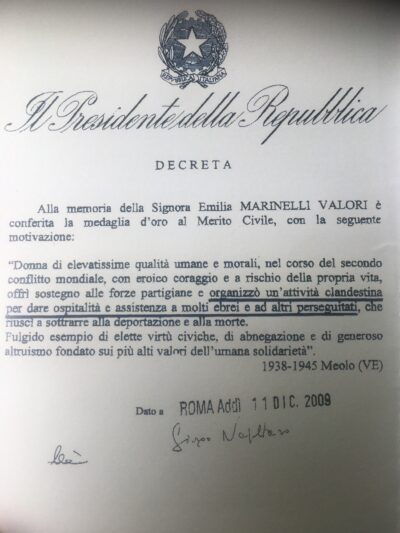 Il Presidente della Repubblica
DECRETA
Alla memoria della Signora Emilia MARINELLI VALORI è
conferita la medaglia d'oro al Merito Civile, con la seguente
motivazione:
"Donna di elevatissime qualità umane e morali, nel corso del secondo
conflitto mondiale, con eroico coraggio e a rischio della propria vita,
offrì sostegno alle forze partigiane e organizzò un'attività clandestina
per dare ospitalità e assistenza a molti ebrei e ad altri perseguitati, che
riuscì a sottrarre alla deportazione e alla morte.
Fulgido esempio di elette virtù civiche, di abnegazione e di generoso
altruismo fondato sui più alti valori dell'umana solidarietà".
1938-1945 Meolo (VE)
Dato a ROMA Addì 11 DIC. 2009